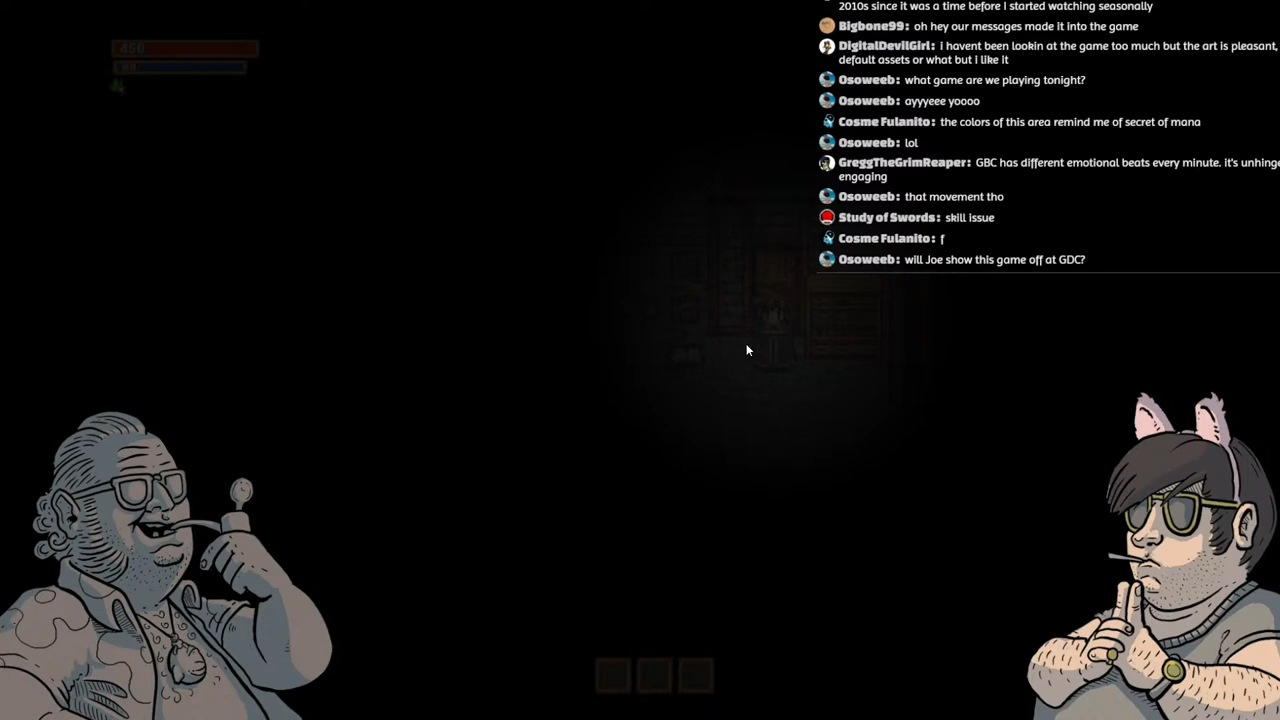 2010s since it was a time before I started watching seasonally
Bigbone99: oh hey our messages made it into the game
DigitalDevilGirl: i havent been lookin at the game too much but the art is pleasant,
default assets or what but i like it
Osoweeb: what game are we playing tonight?
Osoweeb: ayyyeee yoooo
Cosme Fulanito: the colors of this area remind me of secret of mana
Osoweeb: lol
GreggTheGrimReaper: GBC has different emotional beats every minute. it's unhinge
engaging
Osoweeb: that movement tho
Study of Swords: skill issue
Cosme Fulanito: f
Osoweeb: will Joe show this game off at GDC?
450